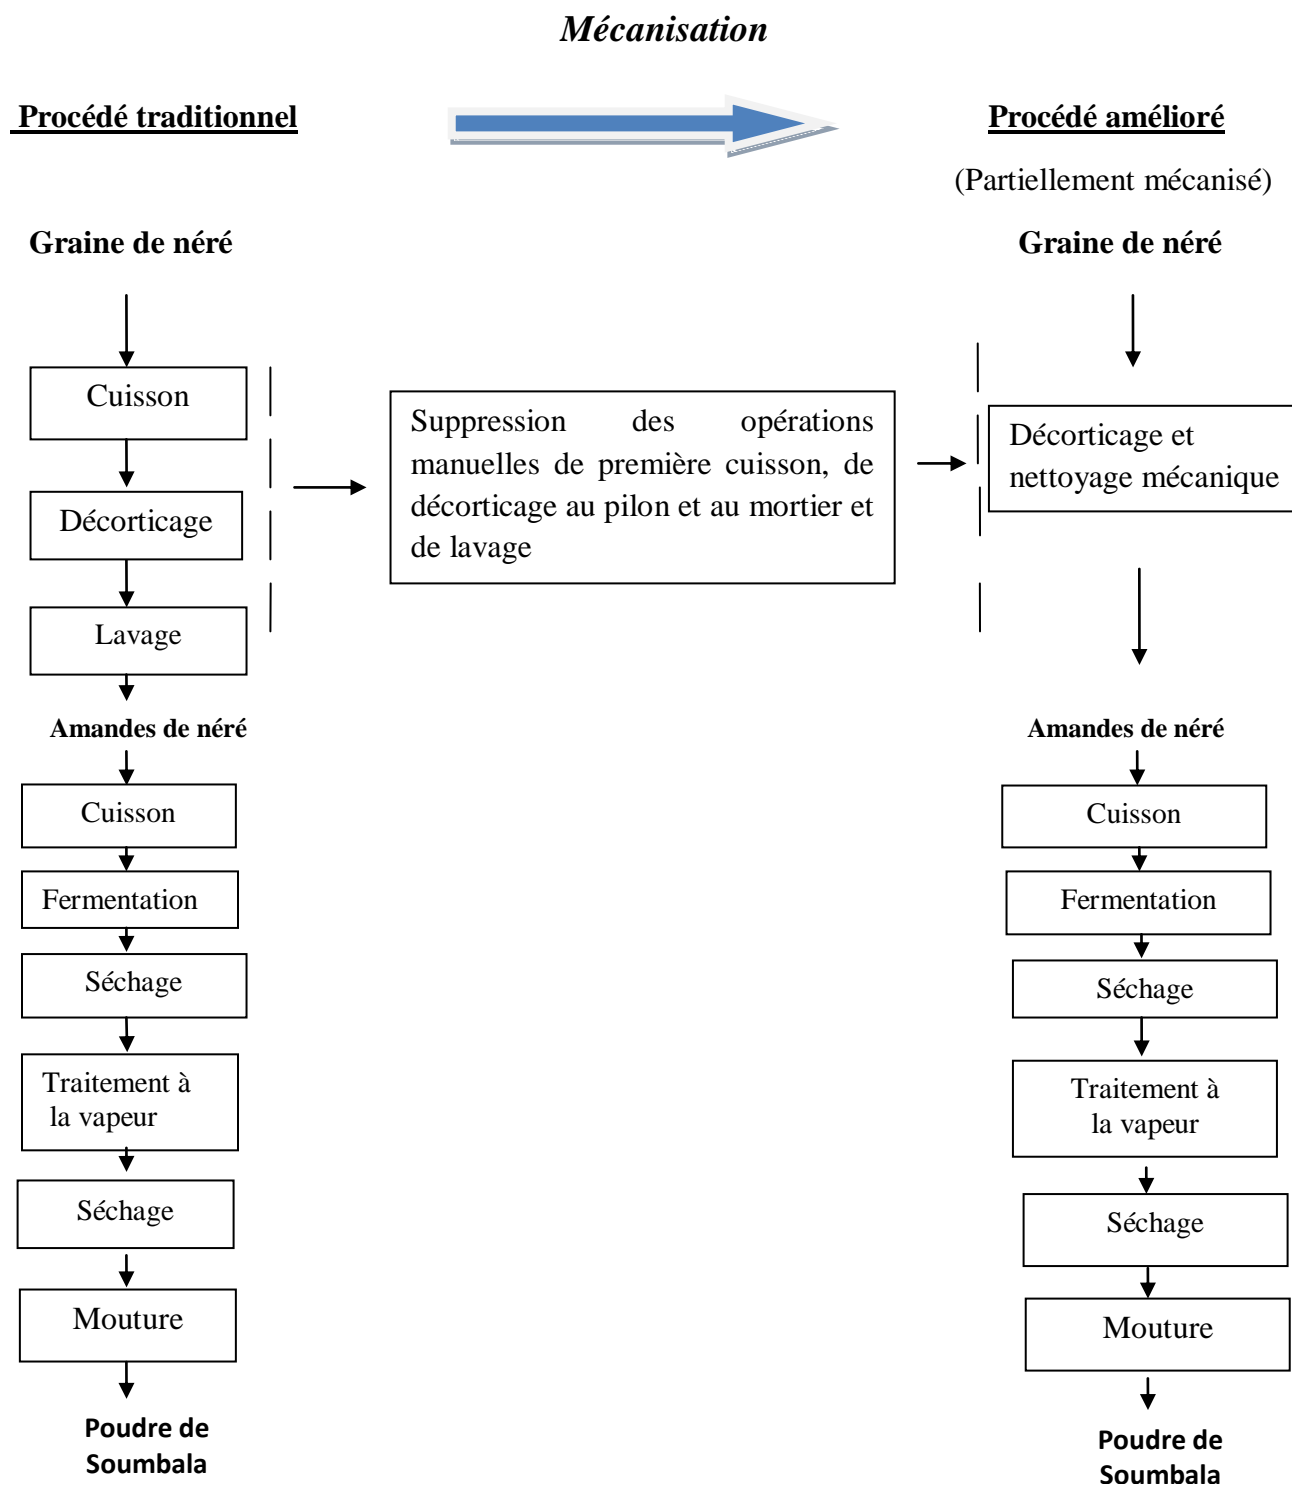 Mécanisation
Procédé traditionnel
Procédé amélioré
(Partiellement mécanisé)
Graine de néré
Cuisson
Décorticage
Lavage
Amandes de néré
Cuisson
Fermentation
Séchage
Traitement à
la vapeur
Séchage
Mouture
Poudre de
Soumbala
Suppression des opérations
manuelles de première cuisson, de
décorticage au pilon et au mortier et
de lavage
Graine de néré
Décorticage et
nettoyage mécanique
Amandes de néré
Cuisson
Fermentation
Séchage
Traitement à
la vapeur
Séchage
Mouture
Poudre de
Soumbala